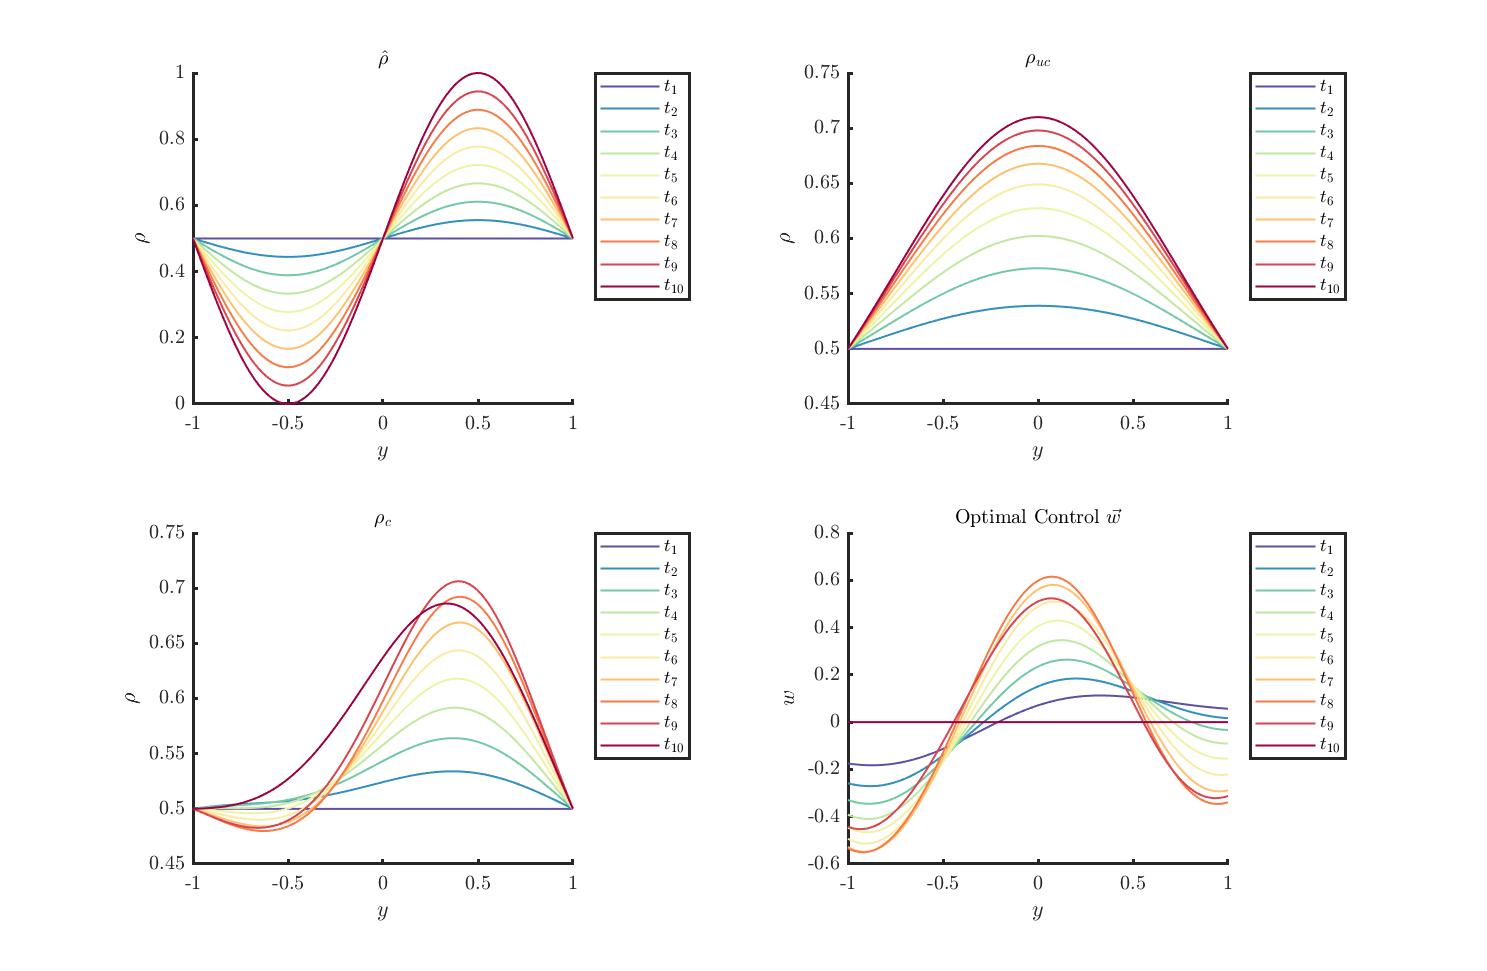 ρ̂
1
0.8
0.6
0.4
0.2
0
ρ
-1 -0.5 0 0.5 1
y
t₁
t₂
t₃
t₄
t₅
t₆
t₇
t₈
t₉
t₁₀
ρ_uc
0.75
0.7
0.65
0.6
0.55
0.5
0.45
ρ
-1 -0.5 0 0.5 1
y
t₁
t₂
t₃
t₄
t₅
t₆
t₇
t₈
t₉
t₁₀
ρ_c
0.75
0.7
0.65
0.6
0.55
0.5
0.45
ρ
-1 -0.5 0 0.5 1
y
t₁
t₂
t₃
t₄
t₅
t₆
t₇
t₈
t₉
t₁₀
Optimal Control w⃗
0.8
0.6
0.4
0.2
0
-0.2
-0.4
-0.6
w
-1 -0.5 0 0.5 1
y
t₁
t₂
t₃
t₄
t₅
t₆
t₇
t₈
t₉
t₁₀